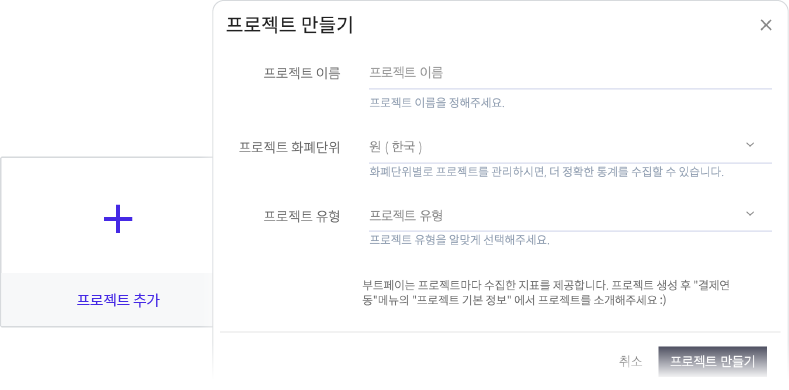 프로젝트 만들기
프로젝트 이름
프로젝트 이름
프로젝트 이름을 정해주세요.
프로젝트 화폐단위
원 ( 한국 )
화폐단위별로 프로젝트를 관리하시면, 더 정확한 통계를 수집할 수 있습니다.
프로젝트 유형
프로젝트 유형
프로젝트 유형을 알맞게 선택해주세요.
부트페이는 프로젝트마다 수집한 지표를 제공합니다. 프로젝트 생성 후 "결제연
동"메뉴의 "프로젝트 기본 정보" 에서 프로젝트를 소개해주세요 :)
프로젝트 추가
취소
프로젝트 만들기